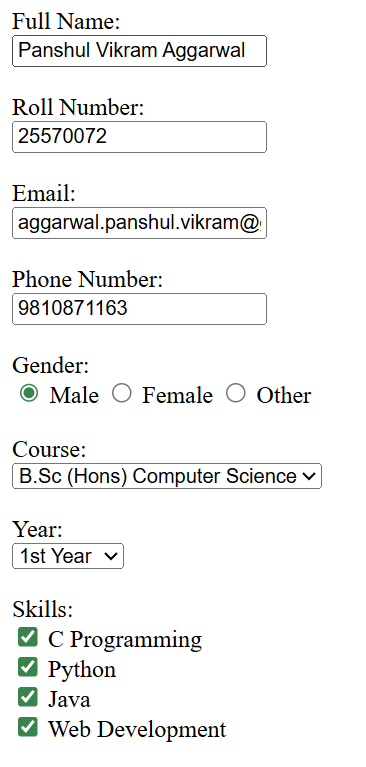 Full Name:
Panshul Vikram Aggarwal
Roll Number:
25570072
Email:
aggarwal.panshul.vikram@
Phone Number:
9810871163
Gender:
Male Female Other
Course:
B.Sc (Hons) Computer Science
Year:
1st Year
Skills:
C Programming
Python
Java
Web Development